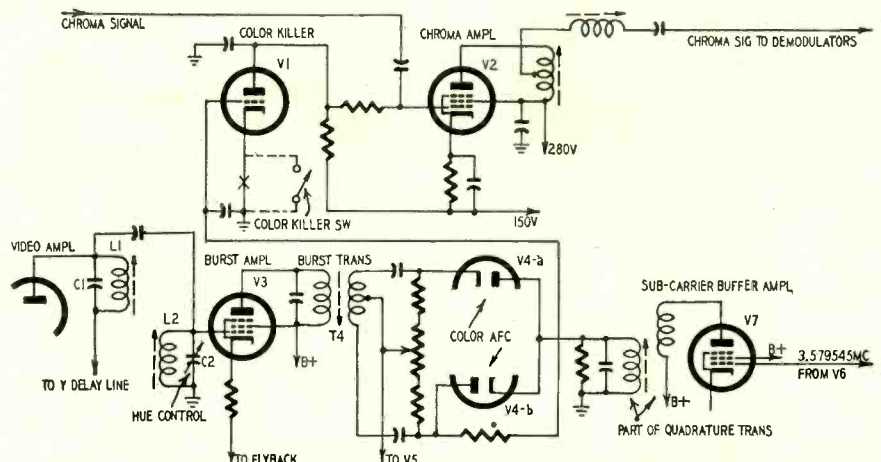 CHROMA SIGNAL
COLOR KILLER
V1
CHROMA AMPL
V2
CHROMA SIG TO DEMODULATORS
280V
150V
COLOR KILLER SW
VIDEO AMPL
L1
C1
BURST AMPL
V3
BURST TRANS
T4
V4-a
COLOR AFC
V4-b
SUB-CARRIER BUFFER AMPL
V7
B+
3.579545MC
FROM V6
L2
C2
B+
B+
TO Y DELAY LINE
HUE CONTROL
PART OF QUADRATURE TRANS
TO FLYBACK
TO V5